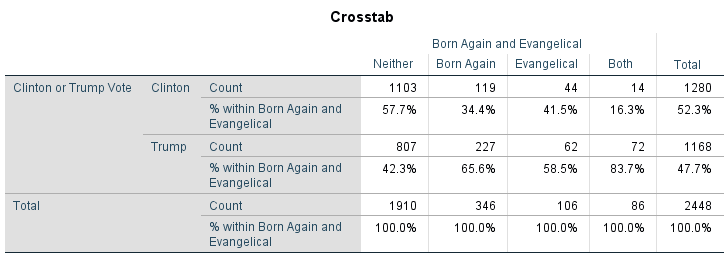 Crosstab
Born Again and Evangelical
Neither Born Again Evangelical Both Total
Clinton or Trump Vote Clinton Count 1103 119 44 14 1280
% within Born Again and Evangelical 57.7% 34.4% 41.5% 16.3% 52.3%
Trump Count 807 227 62 72 1168
% within Born Again and Evangelical 42.3% 65.6% 58.5% 83.7% 47.7%
Total Count 1910 346 106 86 2448
% within Born Again and Evangelical 100.0% 100.0% 100.0% 100.0% 100.0%